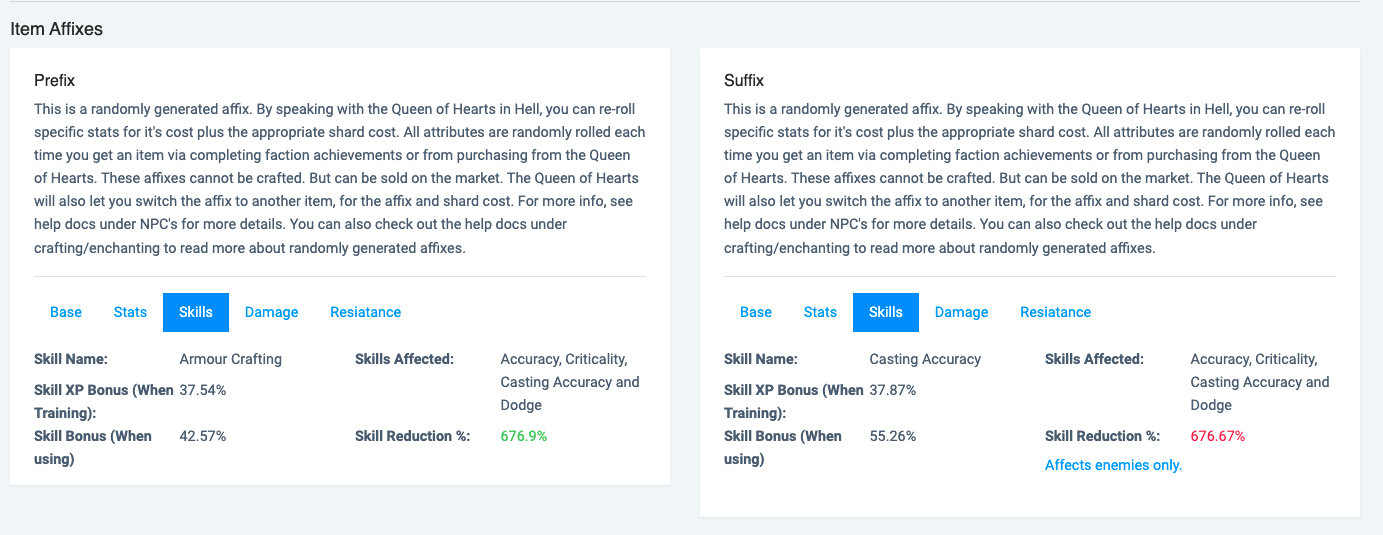 Item Affixes
Prefix
This is a randomly generated affix. By speaking with the Queen of Hearts in Hell, you can re-roll
specific stats for it's cost plus the appropriate shard cost. All attributes are randomly rolled each
time you get an item via completing faction achievements or from purchasing from the Queen
of Hearts. These affixes cannot be crafted. But can be sold on the market. The Queen of Hearts
will also let you switch the affix to another item, for the affix and shard cost. For more info, see
help docs under NPC's for more details. You can also check out the help docs under
crafting/enchanting to read more about randomly generated affixes.
Base Stats Skills Damage Resiatance
Skill Name: Armour Crafting
Skill XP Bonus (When 37.54%
Training):
Skill Bonus (When 42.57%
using)
Skills Affected: Accuracy, Criticality,
Casting Accuracy and
Dodge
Skill Reduction %: 676.9%
Suffix
This is a randomly generated affix. By speaking with the Queen of Hearts in Hell, you can re-roll
specific stats for it's cost plus the appropriate shard cost. All attributes are randomly rolled each
time you get an item via completing faction achievements or from purchasing from the Queen
of Hearts. These affixes cannot be crafted. But can be sold on the market. The Queen of Hearts
will also let you switch the affix to another item, for the affix and shard cost. For more info, see
help docs under NPC's for more details. You can also check out the help docs under
crafting/enchanting to read more about randomly generated affixes.
Base Stats Skills Damage Resiatance
Skill Name: Casting Accuracy
Skill XP Bonus (When 37.87%
Training):
Skill Bonus (When 55.26%
using)
Skills Affected: Accuracy, Criticality,
Casting Accuracy and
Dodge
Skill Reduction %: 676.67%
Affects enemies only.